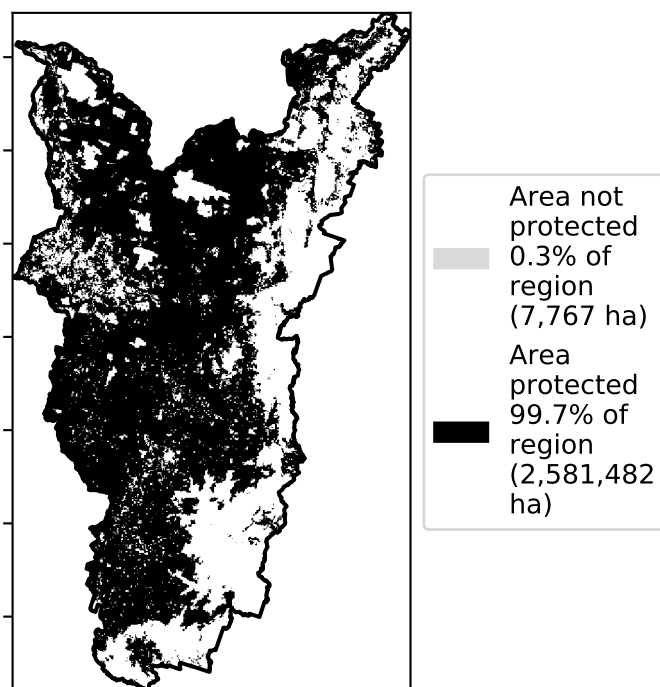 Area not
protected
0.3% of
region
(7,767 ha)
Area
protected
99.7% of
region
(2,581,482
ha)